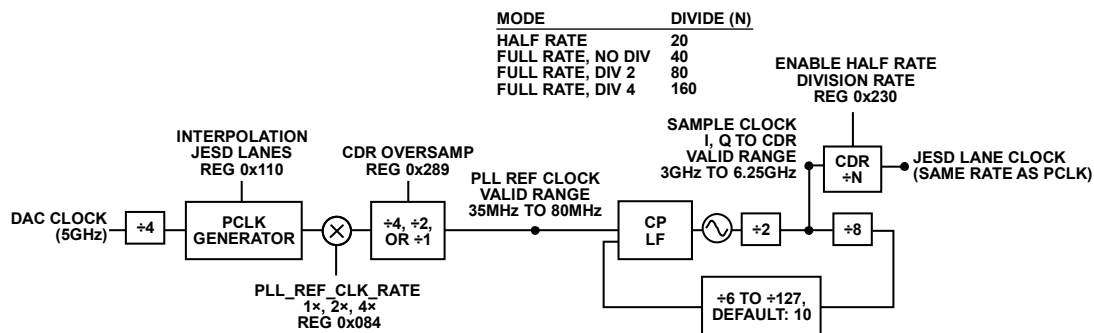 MODE DIVIDE (N)
HALF RATE 20
FULL RATE, NO DIV 40
FULL RATE, DIV 2 80
FULL RATE, DIV 4 160
ENABLE HALF RATE
DIVISION RATE
REG 0x230
INTERPOLATION
JESD LANES
REG 0x110
CDR OVERSAMP
REG 0x289
PLL REF CLOCK
VALID RANGE
35MHz TO 80MHz
SAMPLE CLOCK
I, Q TO CDR
VALID RANGE
3GHz TO 6.25GHz
CDR
÷N
JESD LANE CLOCK
(SAME RATE AS PCLK)
DAC CLOCK
(5GHz)
÷4
PCLK
GENERATOR
÷4, ÷2,
OR ÷1
CP
LF
÷2
÷8
PLL_REF_CLK_RATE
1×, 2×, 4×
REG 0x084
÷6 TO ÷127,
DEFAULT: 10